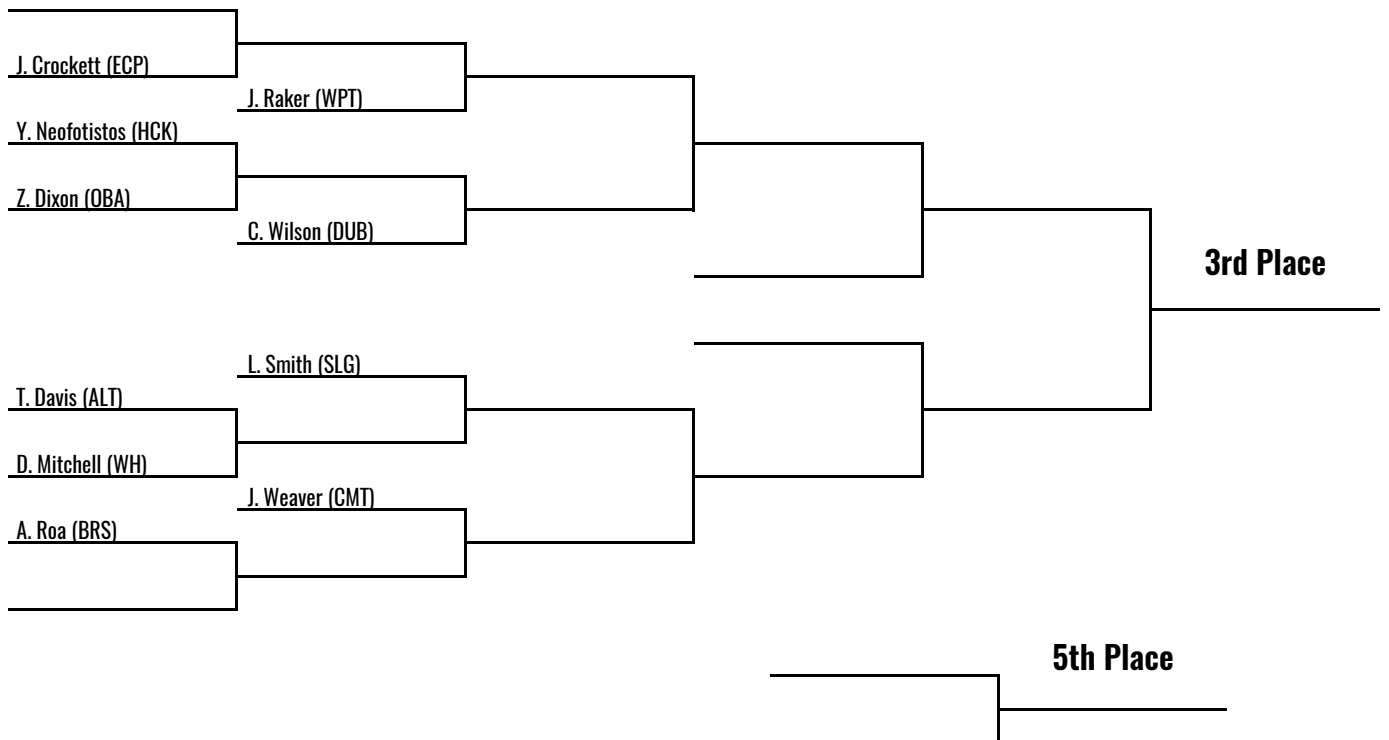 J. Crockett (ECP)
J. Raker (WPT)
Y. Neofotistos (HCK)
Z. Dixon (OBA)
C. Wilson (DUB)
3rd Place
L. Smith (SLG)
T. Davis (ALT)
D. Mitchell (WH)
J. Weaver (CMT)
A. Roa (BRS)
5th Place